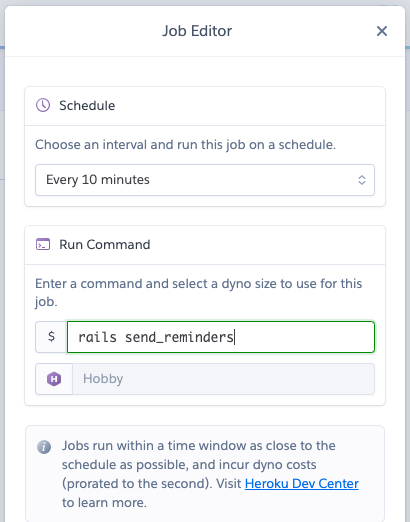 Job Editor
Schedule
Choose an interval and run this job on a schedule.
Every 10 minutes
Run Command
Enter a command and select a dyno size to use for this
job.
$ rails send_reminders
Hobby
Jobs run within a time window as close to the
schedule as possible, and incur dyno costs
(prorated to the second). Visit Heroku Dev Center
to learn more.